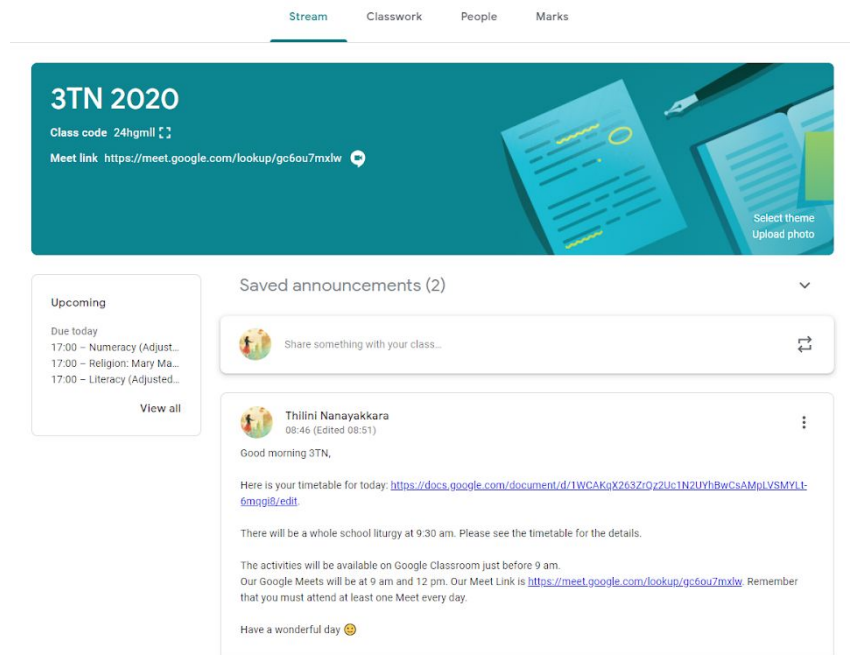 Stream Classwork People Marks
3TN 2020
Class code 24hgmll
Meet link https://meet.google.com/lookup/gc6ou7mxlw
Select theme
Upload photo
Upcoming
Due today
17:00 – Numeracy (Adjust...
17:00 – Religion: Mary Ma...
17:00 – Literacy (Adjusted...
View all
Saved announcements (2)
Share something with your class...
Thilini Nanayakkara
08:46 (Edited 08:51)
Good morning 3TN,
Here is your timetable for today: https://docs.google.com/document/d/1WCAKqX263ZrQz2Uc1N2UYhBwCsAMpLVSMYLt-
6mqgi8/edit.
There will be a whole school liturgy at 9:30 am. Please see the timetable for the details.
The activities will be available on Google Classroom just before 9 am.
Our Google Meets will be at 9 am and 12 pm. Our Meet Link is https://meet.google.com/lookup/gc6ou7mxlw. Remember
that you must attend at least one Meet every day.
Have a wonderful day 🙂